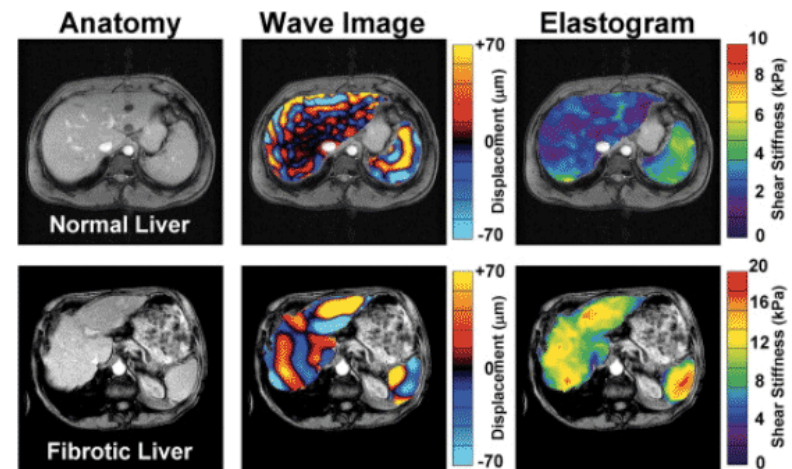 Anatomy
Wave Image
Elastogram
Normal Liver
+70
0
-70
Displacement (μm)
10
8
6
4
2
0
Shear Stiffness (kPa)
Fibrotic Liver
+70
0
-70
Displacement (μm)
20
16
12
8
4
0
Shear Stiffness (kPa)